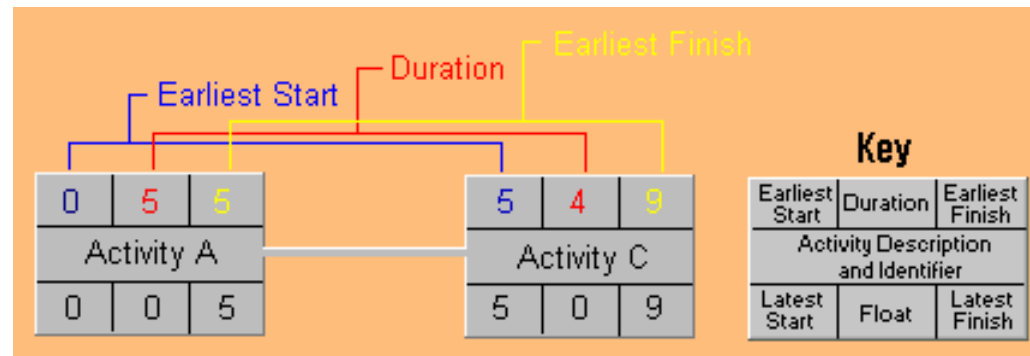 Earliest Finish
Duration
Earliest Start
Key
0 5 5
Activity A
0 0 5
5 4 9
Activity C
5 0 9
Earliest
Start
Duration
Earliest
Finish
Activity Description
and Identifier
Latest
Start
Float
Latest
Finish